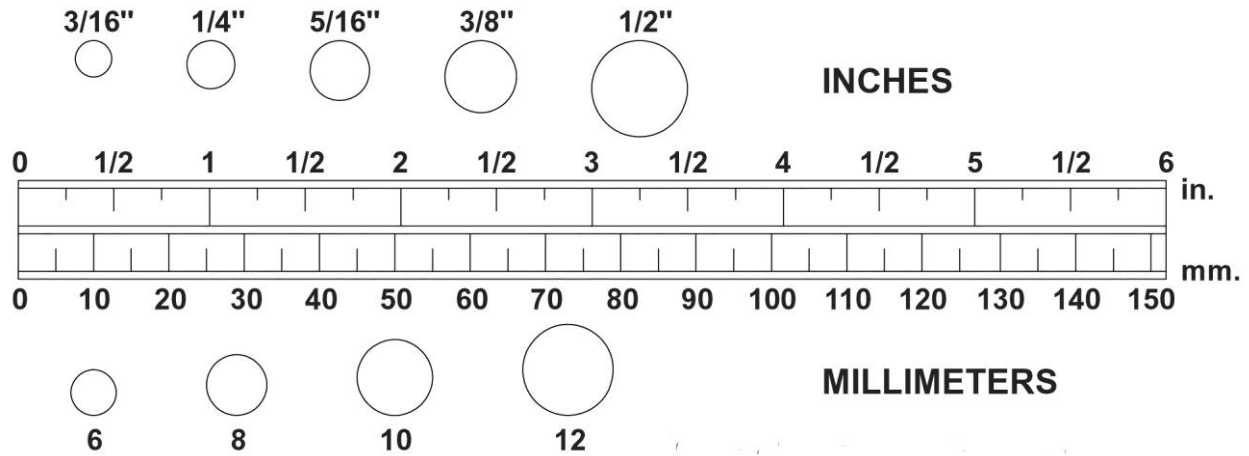 3/16" 1/4" 5/16" 3/8" 1/2"
INCHES
0 1/2 1 1/2 2 1/2 3 1/2 4 1/2 5 1/2 6
in.
mm.
0 10 20 30 40 50 60 70 80 90 100 110 120 130 140 150
MILLIMETERS
6 8 10 12